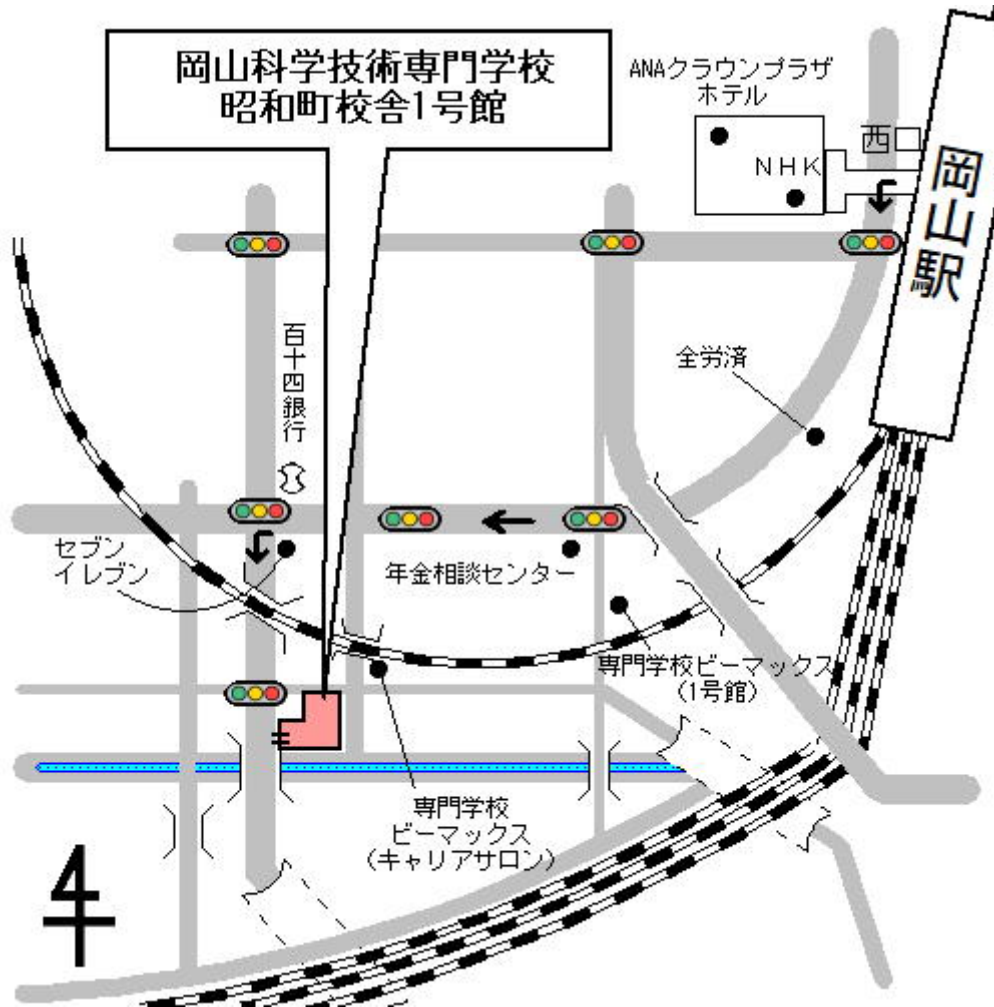 岡山科学技術専門学校
昭和町校舎1号館
ANAクラウンプラザ
ホテル
NHK
西口
岡山駅
全労済
百十四銀行
セブン
イレブン
年金相談センター
専門学校ビーマックス
(1号館)
専門学校
ビーマックス
(キャリアサロン)